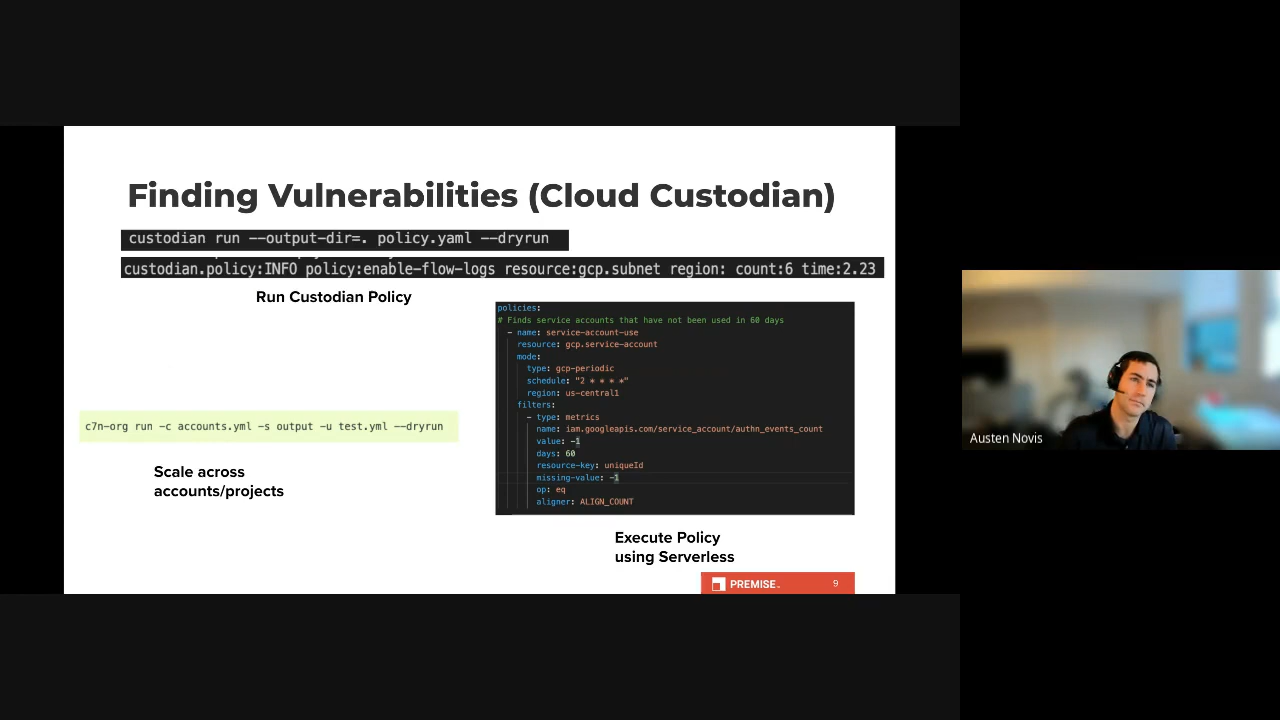 Finding Vulnerabilities (Cloud Custodian)
custodian run --output-dir=. policy.yaml --dryrun
custodian.policy:INFO policy:enable-flow-logs resource:gcp.subnet region: count:6 time:2.23
Run Custodian Policy
policies:
# Finds service accounts that have not been used in 60 days
- name: service-account-use
resource: gcp.service-account
mode:
type: gcp-periodic
schedule: "2 * * * *"
region: us-central1
filters:
- type: metrics
name: iam.googleapis.com/service_account/authn_events_count
value: -1
days: 60
resource-key: uniqueId
missing-value: -1
op: eq
aligner: ALIGN_COUNT
c7n-org run -c accounts.yml -s output -u test.yml --dryrun
Scale across
accounts/projects
Execute Policy
using Serverless
PREMISE. 9
Austen Novis